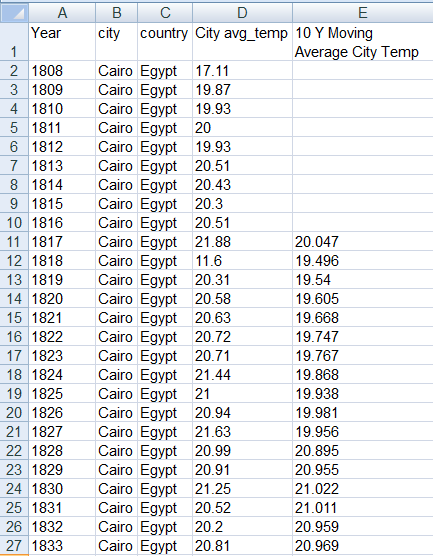 A B C D E
Year city country City avg_temp 10 Y Moving
1 Average City Temp
2 1808 Cairo Egypt 17.11
3 1809 Cairo Egypt 19.87
4 1810 Cairo Egypt 19.93
5 1811 Cairo Egypt 20
6 1812 Cairo Egypt 19.93
7 1813 Cairo Egypt 20.51
8 1814 Cairo Egypt 20.43
9 1815 Cairo Egypt 20.3
10 1816 Cairo Egypt 20.51
11 1817 Cairo Egypt 21.88 20.047
12 1818 Cairo Egypt 11.6 19.496
13 1819 Cairo Egypt 20.31 19.54
14 1820 Cairo Egypt 20.58 19.605
15 1821 Cairo Egypt 20.63 19.668
16 1822 Cairo Egypt 20.72 19.747
17 1823 Cairo Egypt 20.71 19.767
18 1824 Cairo Egypt 21.44 19.868
19 1825 Cairo Egypt 21 19.938
20 1826 Cairo Egypt 20.94 19.981
21 1827 Cairo Egypt 21.63 19.956
22 1828 Cairo Egypt 20.99 20.895
23 1829 Cairo Egypt 20.91 20.955
24 1830 Cairo Egypt 21.25 21.022
25 1831 Cairo Egypt 20.52 21.011
26 1832 Cairo Egypt 20.2 20.959
27 1833 Cairo Egypt 20.81 20.969